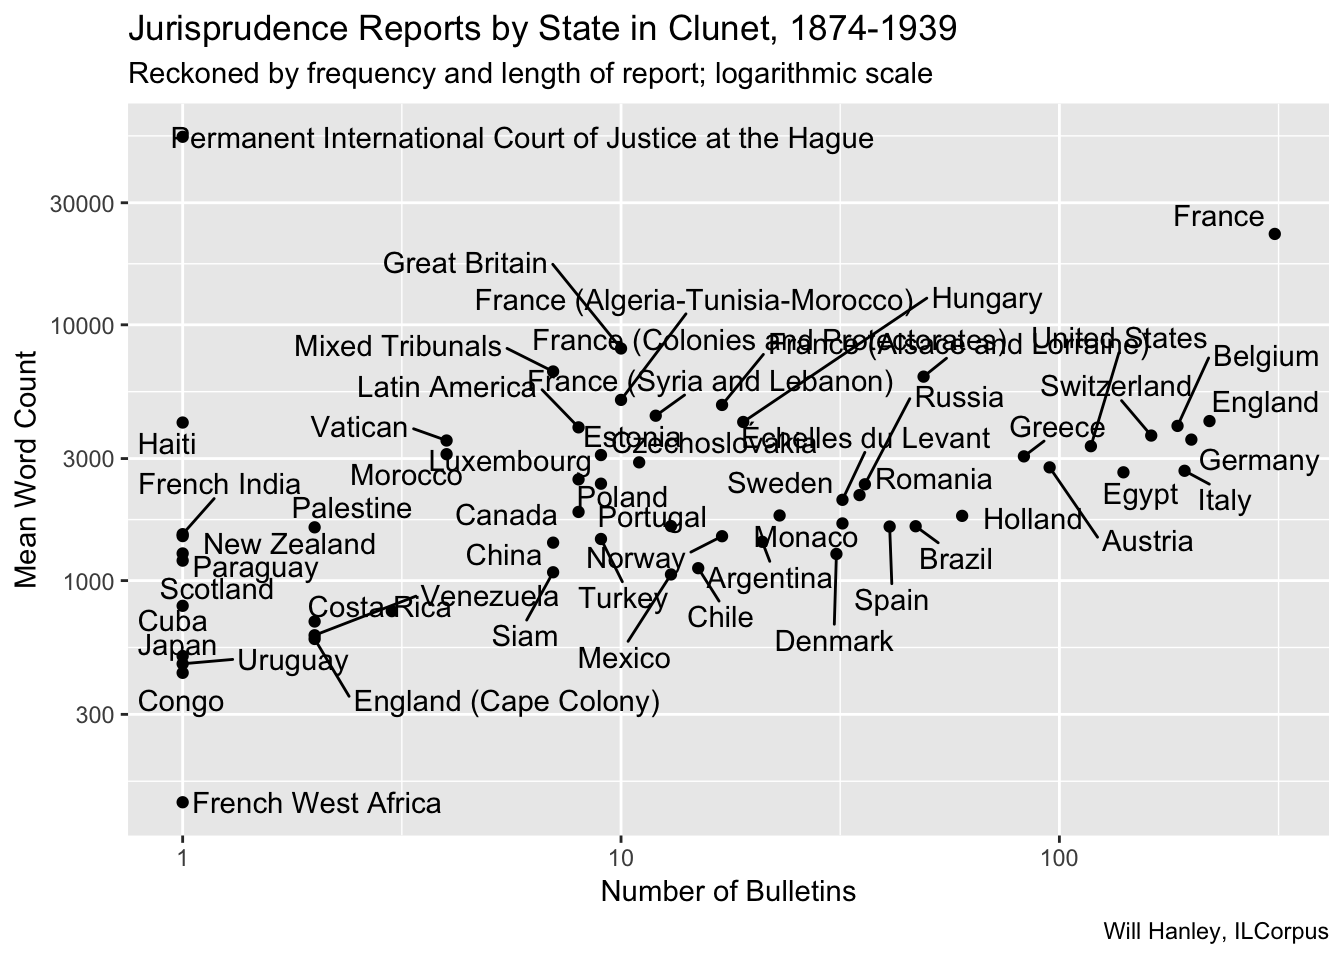 Jurisprudence Reports by State in Clunet, 1874-1939
Reckoned by frequency and length of report; logarithmic scale
Permanent International Court of Justice at the Hague
30000
France
Great Britain
France (Algeria-Tunisia-Morocco)
Hungary
10000
France (Colonies and Protectorates)
United States
Mixed Tribunals
France (Alsace and Lorraine)
Belgium
Latin America
France (Syria and Lebanon)
Switzerland
Russia
England
Vatican
Greece
Haiti
Estonia
Czechoslovakia
Échelles du Levant
3000
Luxembourg
Germany
Morocco
French India
Sweden
Romania
Poland
Egypt
Italy
Palestine
Canada
Portugal
Holland
New Zealand
Monaco
Austria
China
Norway
Brazil
Paraguay
1000
Argentina
Scotland
Venezuela
Turkey
Spain
Costa Rica
Cuba
Chile
Siam
Denmark
Japan
Uruguay
Mexico
Congo
England (Cape Colony)
300
French West Africa
Mean Word Count
1
10
100
Number of Bulletins
Will Hanley, ILCorpus